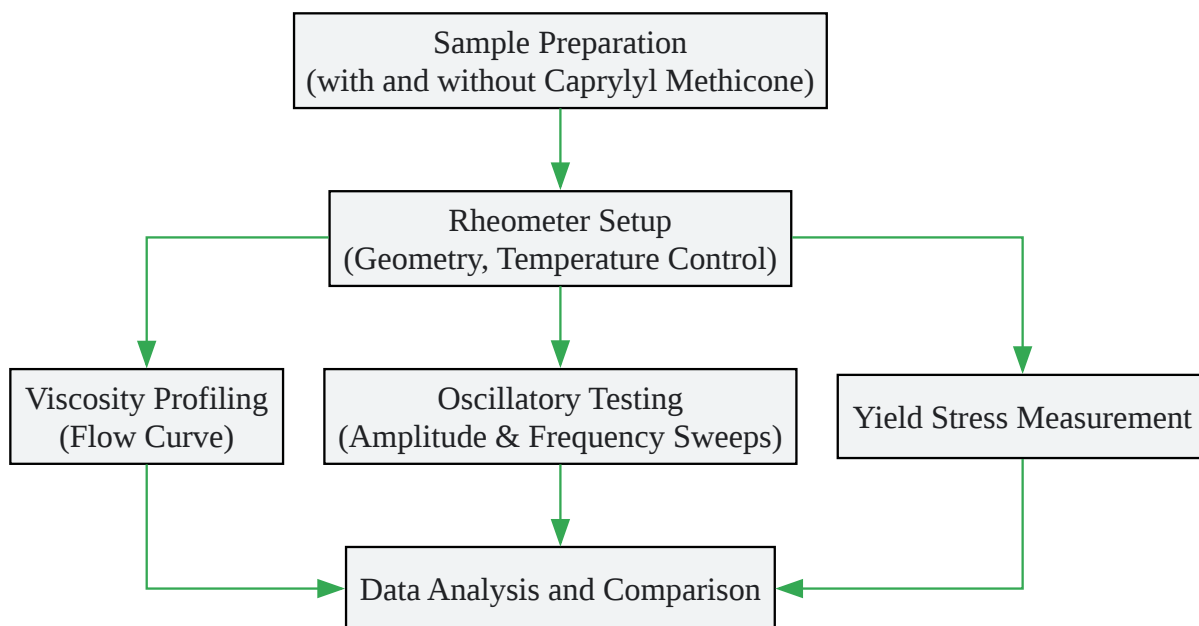 Sample Preparation
(with and without Caprylyl Methicone)
Rheometer Setup
(Geometry, Temperature Control)
Viscosity Profiling
(Flow Curve)
Oscillatory Testing
(Amplitude & Frequency Sweeps)
Yield Stress Measurement
Data Analysis and Comparison